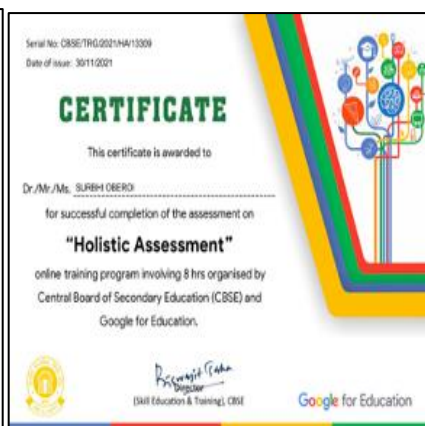 Serial No: CBSE/TRG/2021/HA/13309
Date of issue: 30/11/2021
CERTIFICATE
This certificate is awarded to
Dr./Mr./Ms. SURBHI OBEROI
for successful completion of the assessment on
“Holistic Assessment”
online training program involving 8 hrs organised by
Central Board of Secondary Education (CBSE) and
Google for Education.
Director
(Skill Education & Training), CBSE
Google for Education